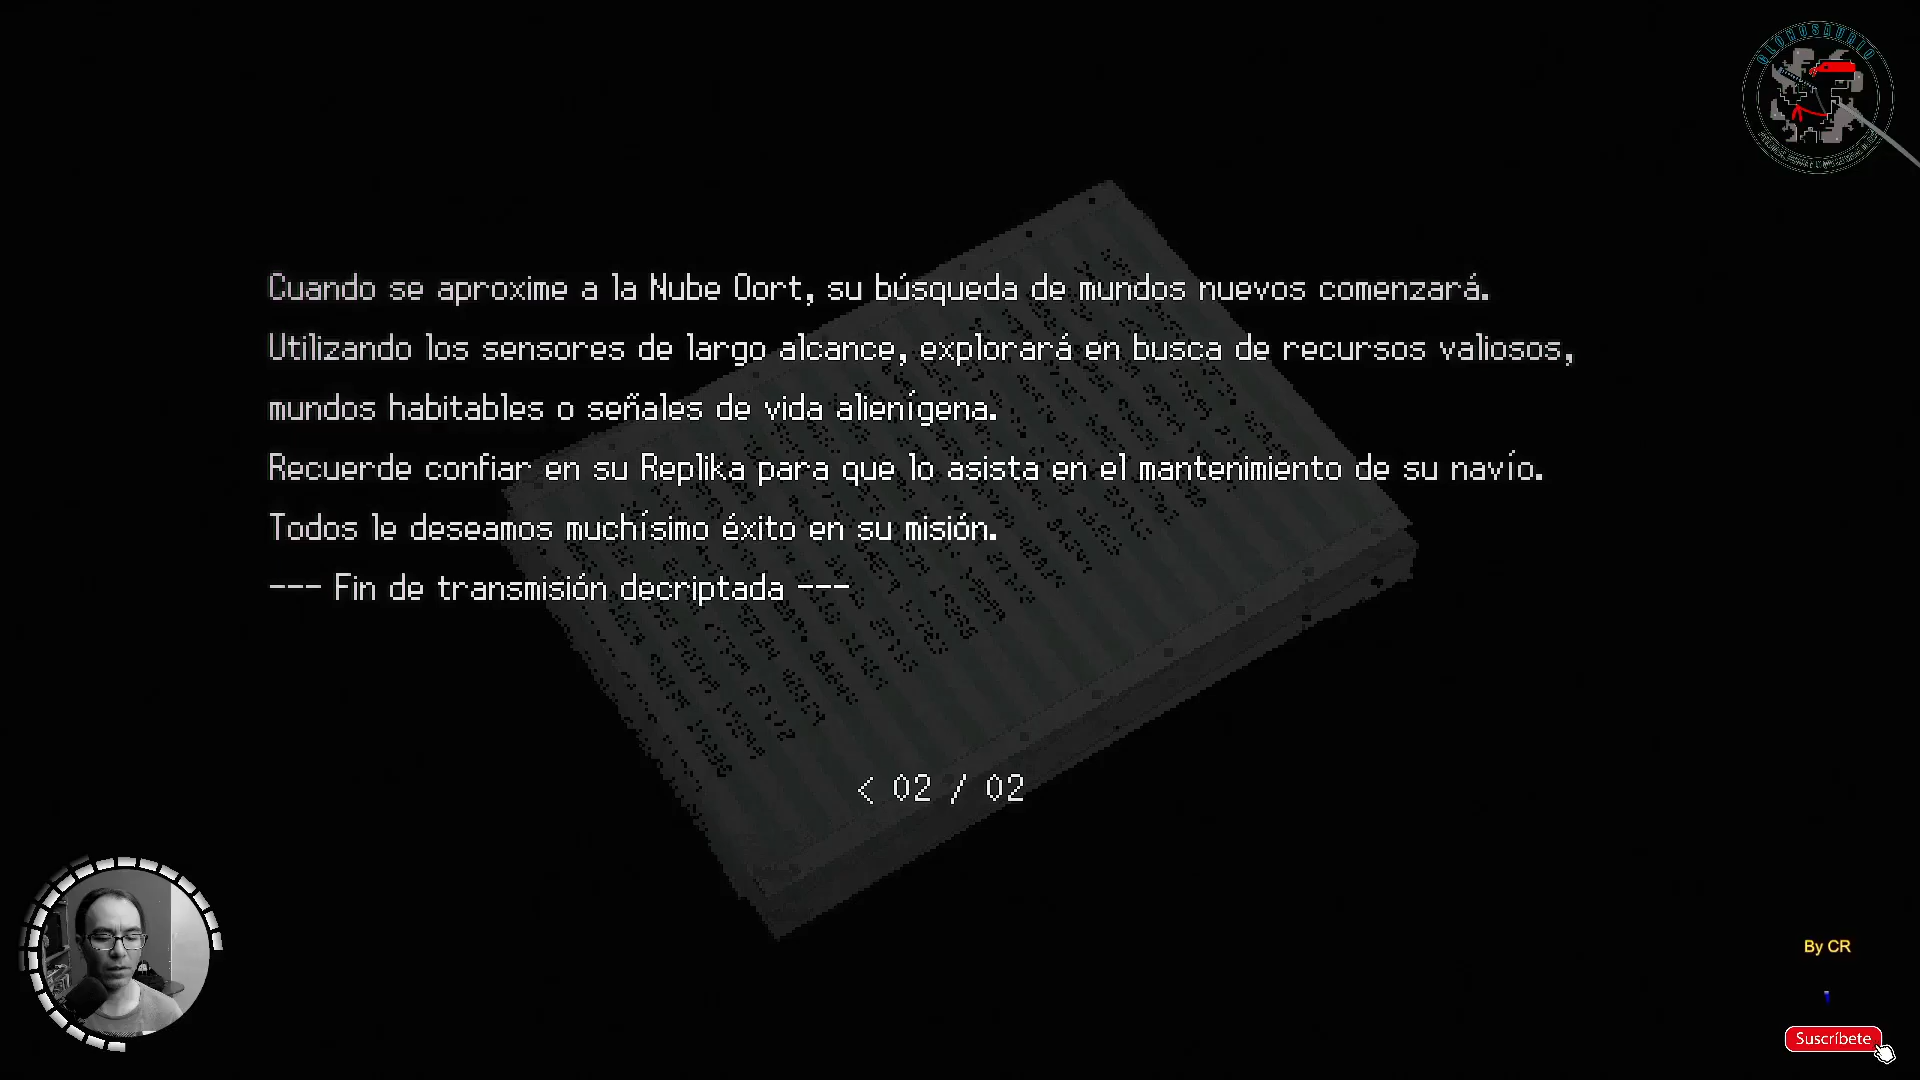 Cuando se aproxime a la Nube Oort, su búsqueda de mundos nuevos comenzará.
Utilizando los sensores de largo alcance, explorará en busca de recursos valiosos,
mundos habitables o señales de vida alienígena.
Recuerde confiar en su Replika para que lo asista en el mantenimiento de su navío.
Todos le deseamos muchísimo éxito en su misión.
--- Fin de transmisión decriptada ---
< 02 / 02
By CR
Suscríbete